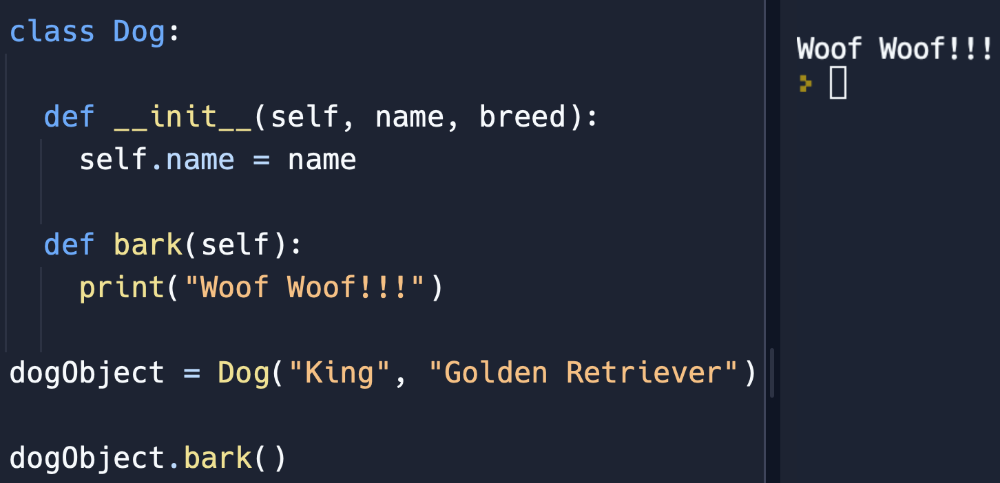 class Dog:
  def __init__(self, name, breed):
    self.name = name
  def bark(self):
    print("Woof Woof!!!")
dogObject = Dog("King", "Golden Retriever")
dogObject.bark()
Woof Woof!!!